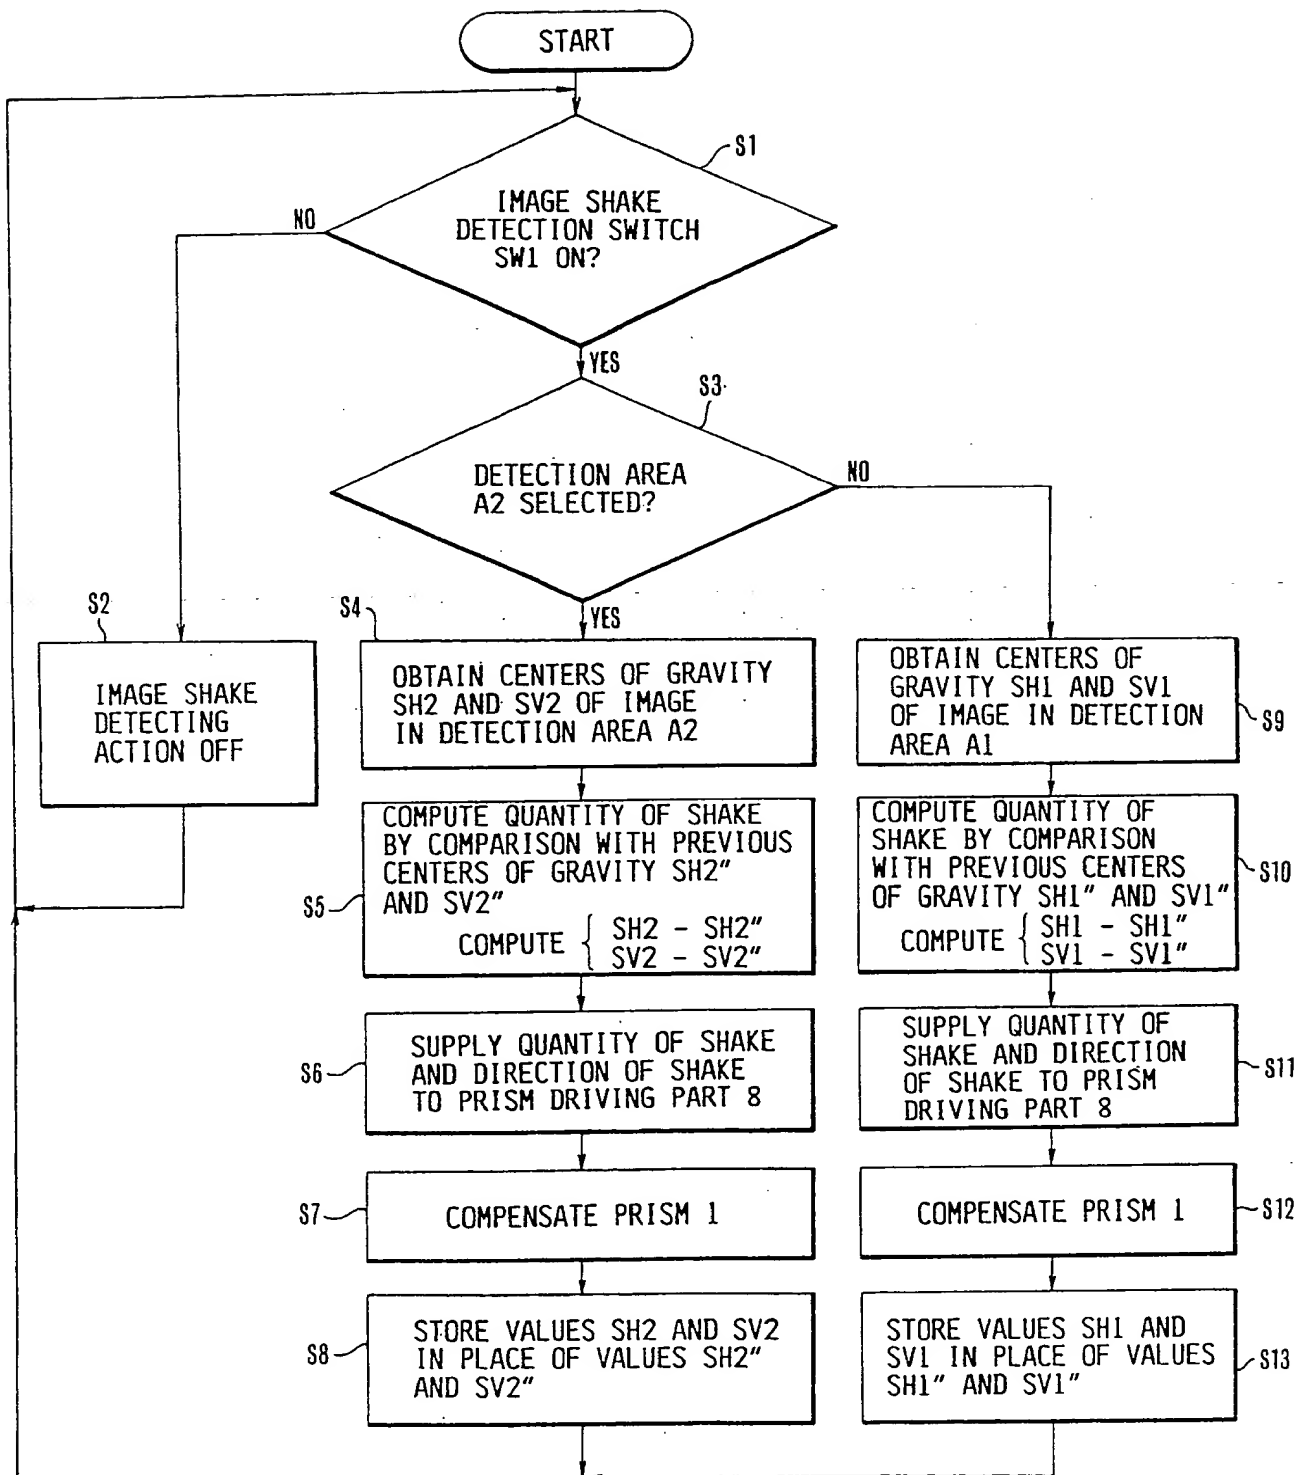 START
S1
IMAGE SHAKE
DETECTION SWITCH
SW1 ON?
NO
YES
S3
DETECTION AREA
A2 SELECTED?
NO
YES
S2
IMAGE SHAKE
DETECTING
ACTION OFF
S4
OBTAIN CENTERS OF GRAVITY
SH2 AND SV2 OF IMAGE
IN DETECTION AREA A2
S5
COMPUTE QUANTITY OF SHAKE
BY COMPARISON WITH PREVIOUS
CENTERS OF GRAVITY SH2"
AND SV2"
COMPUTE { SH2 - SH2"
SV2 - SV2"
S6
SUPPLY QUANTITY OF SHAKE
AND DIRECTION OF SHAKE
TO PRISM DRIVING PART 8
S7
COMPENSATE PRISM 1
S8
STORE VALUES SH2 AND SV2
IN PLACE OF VALUES SH2"
AND SV2"
OBTAIN CENTERS OF
GRAVITY SH1 AND SV1
OF IMAGE IN DETECTION
AREA A1
S9
COMPUTE QUANTITY OF
SHAKE BY COMPARISON
WITH PREVIOUS CENTERS
OF GRAVITY SH1" AND SV1"
COMPUTE { SH1 - SH1"
SV1 - SV1"
S10
SUPPLY QUANTITY OF
SHAKE AND DIRECTION
OF SHAKE TO PRISM
DRIVING PART 8
S11
COMPENSATE PRISM 1
S12
STORE VALUES SH1 AND
SV1 IN PLACE OF VALUES
SH1" AND SV1"
S13